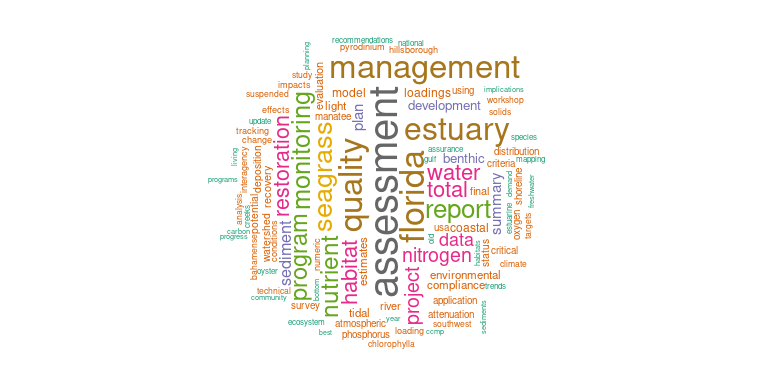 recommendations
national
pyrodinium
hillsborough
planning
management
study
impacts
evaluation
suspended
model
loadings
using
implications
workshop
light
development
effects
manatee
solids
plan
update
estuary
tracking
change
species
restoration
monitoring
seagrass
quality
assessment
florida
assurance
distribution
gulf
benthic
criteria
mapping
living
interagency
deposition
water
programs
potential
recovery
total
final
summary
demand
shoreline
freshwater
report
analysis
creeks
watershed
conditions
sediment
program
nutrient
habitat
estimates
usa
coastal
estuarine
oxygen
targets
carbon
progress
old
data
bahamense
numeric
nitrogen
habitats
status
critical
climate
oyster
project
environmental
technical
bottom
compliance
trends
community
survey
tidal
river
application
sediments
ecosystem
atmospheric
year
attenuation
southwest
best
phosphorus
loading
ccmp
chlorophylla